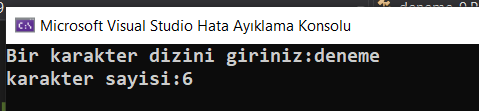 Microsoft Visual Studio Hata Ayıklama Konsolu
Bir karakter dizini giriniz:deneme
karakter sayisi:6